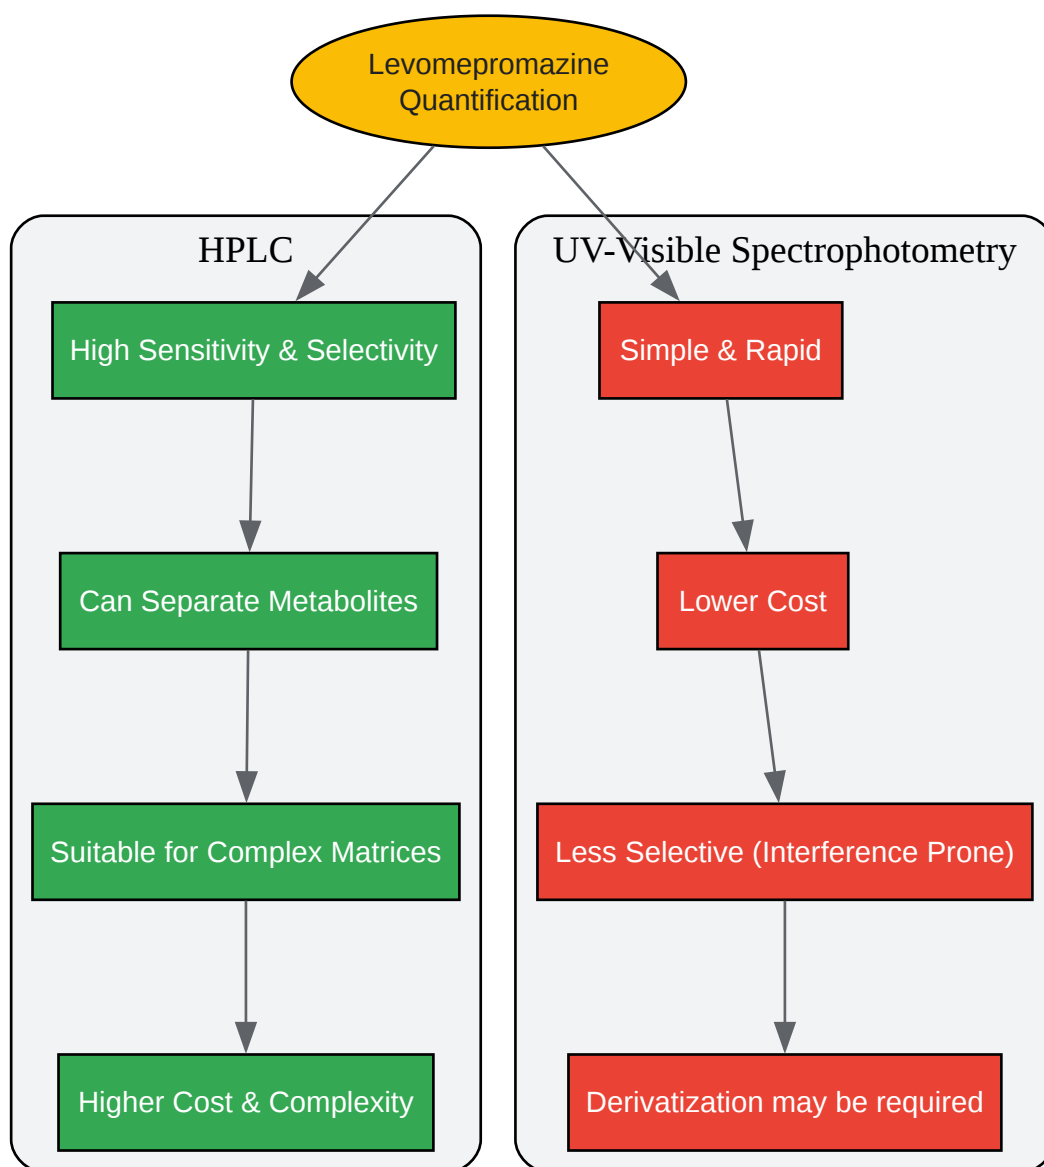 Levomepromazine
Quantification
HPLC
High Sensitivity & Selectivity
Can Separate Metabolites
Suitable for Complex Matrices
Higher Cost & Complexity
UV-Visible Spectrophotometry
Simple & Rapid
Lower Cost
Less Selective (Interference Prone)
Derivatization may be required